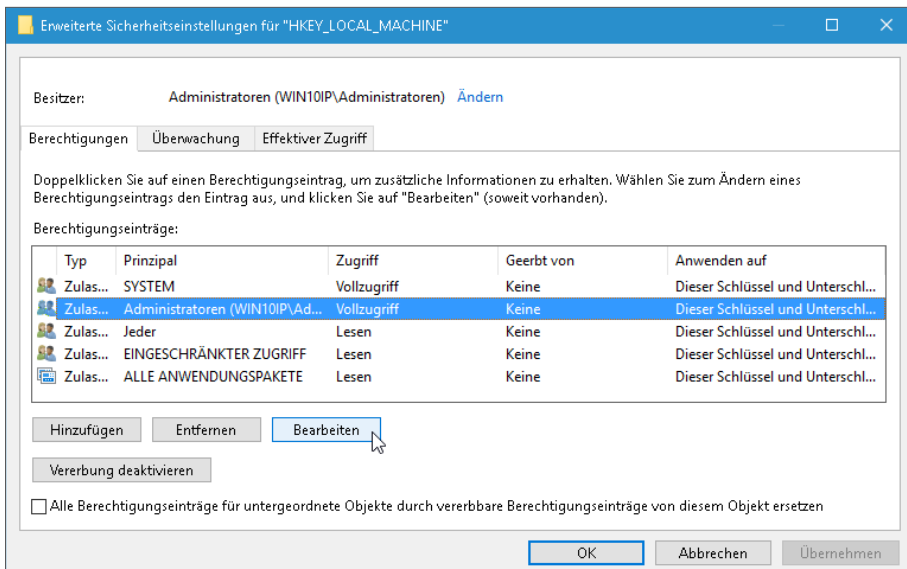 Erweiterte Sicherheitseinstellungen für "HKEY_LOCAL_MACHINE"
Besitzer: Administratoren (WIN10IP\Administratoren) Ändern
Berechtigungen Überwachung Effektiver Zugriff
Doppelklicken Sie auf einen Berechtigungseintrag, um zusätzliche Informationen zu erhalten. Wählen Sie zum Ändern eines
Berechtigungseintrags den Eintrag aus, und klicken Sie auf "Bearbeiten" (soweit vorhanden).
Berechtigungseinträge:
Typ Prinzipal Zugriff Geerbt von Anwenden auf
Zulas... SYSTEM Vollzugriff Keine Dieser Schlüssel und Unterschl...
Zulas... Administratoren (WIN10IP\Ad... Vollzugriff Keine Dieser Schlüssel und Unterschl...
Zulas... Jeder Lesen Keine Dieser Schlüssel und Unterschl...
Zulas... EINGESCHRÄNKTER ZUGRIFF Lesen Keine Dieser Schlüssel und Unterschl...
Zulas... ALLE ANWENDUNGSPAKETE Lesen Keine Dieser Schlüssel und Unterschl...
Hinzufügen Entfernen Bearbeiten
Vererbung deaktivieren
Alle Berechtigungseinträge für untergeordnete Objekte durch vererbbare Berechtigungseinträge von diesem Objekt ersetzen
OK Abbrechen Übernehmen